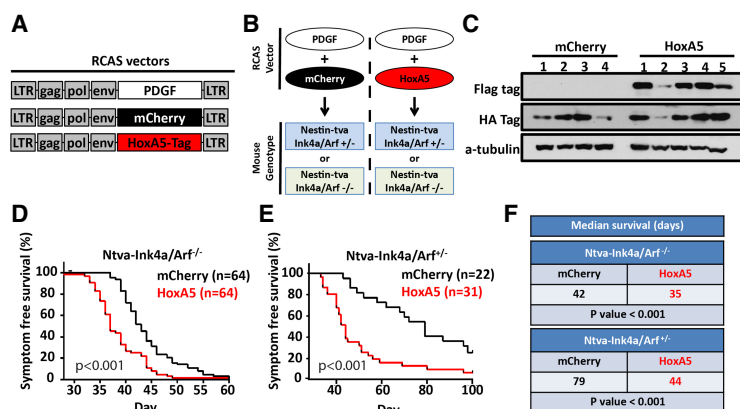 A
RCAS vectors
LTR gag pol env PDGF LTR
LTR gag pol env mCherry LTR
LTR gag pol env HoxA5-Tag LTR
B
RCAS Vector
PDGF PDGF
+ +
mCherry HoxA5
Mouse Genotype
Nestin-tva Ink4a/Arf +/-
or
Nestin-tva Ink4a/Arf -/-
Nestin-tva Ink4a/Arf +/-
or
Nestin-tva Ink4a/Arf -/-
C
mCherry HoxA5
1 2 3 4 1 2 3 4 5
Flag tag
HA Tag
a-tubulin
D
Ntva-Ink4a/Arf-/-
Symptom free survival (%)
mCherry (n=64)
HoxA5 (n=64)
100
80
60
40
20
0
p<0.001
30 40 50 60
Day
E
Ntva-Ink4a/Arf+/-
Symptom free survival (%)
mCherry (n=22)
HoxA5 (n=31)
100
80
60
40
20
0
p<0.001
40 60 80 100
Day
F
Median survival (days)
Ntva-Ink4a/Arf-/-
mCherry HoxA5
42 35
P value < 0.001
Ntva-Ink4a/Arf+/-
mCherry HoxA5
79 44
P value < 0.001